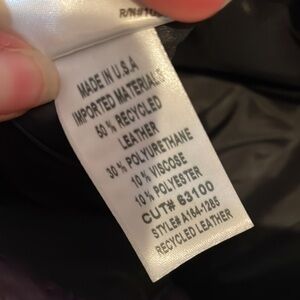 MADE IN U.S.A
IMPORTED MATERIALS
50 % RECYCLED
LEATHER
30 % POLYURETHANE
10 % VISCOSE
10 % POLYESTER
CUT# 63100
STYLE# A164-1285
RECYCLED LEATHER